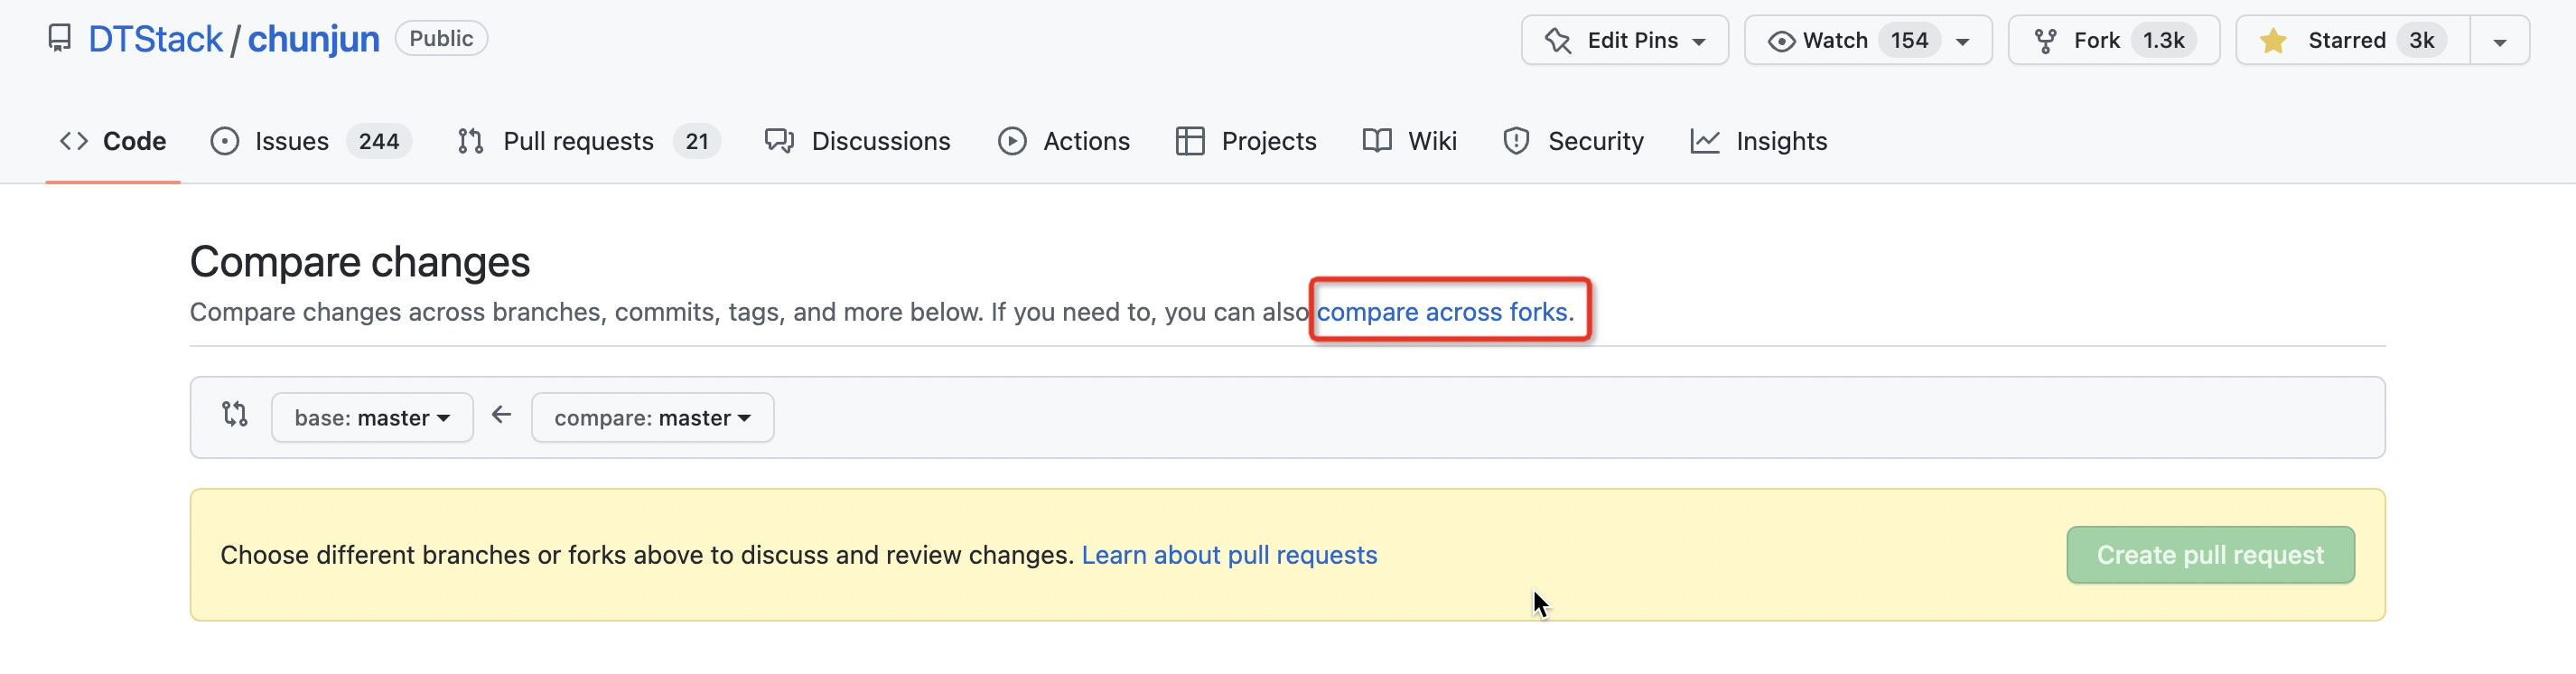 DTStack / chunjun Public Edit Pins Watch 154 Fork 1.3k Starred 3k
Code Issues 244 Pull requests 21 Discussions Actions Projects Wiki Security Insights
Compare changes
Compare changes across branches, commits, tags, and more below. If you need to, you can also compare across forks.
base: master compare: master
Choose different branches or forks above to discuss and review changes. Learn about pull requests Create pull request